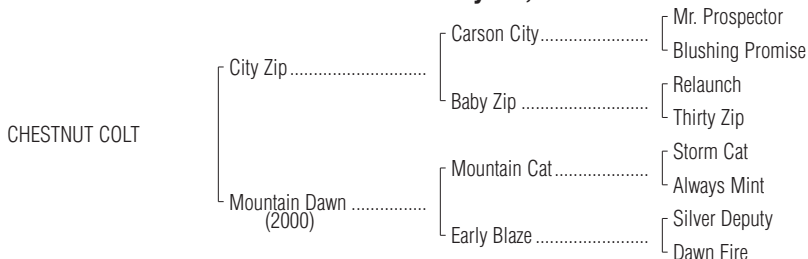 Mr. Prospector
Carson City
Blushing Promise
City Zip
Relaunch
Baby Zip
Thirty Zip
CHESTNUT COLT
Storm Cat
Mountain Cat
Always Mint
Mountain Dawn
(2000)
Silver Deputy
Early Blaze
Dawn Fire